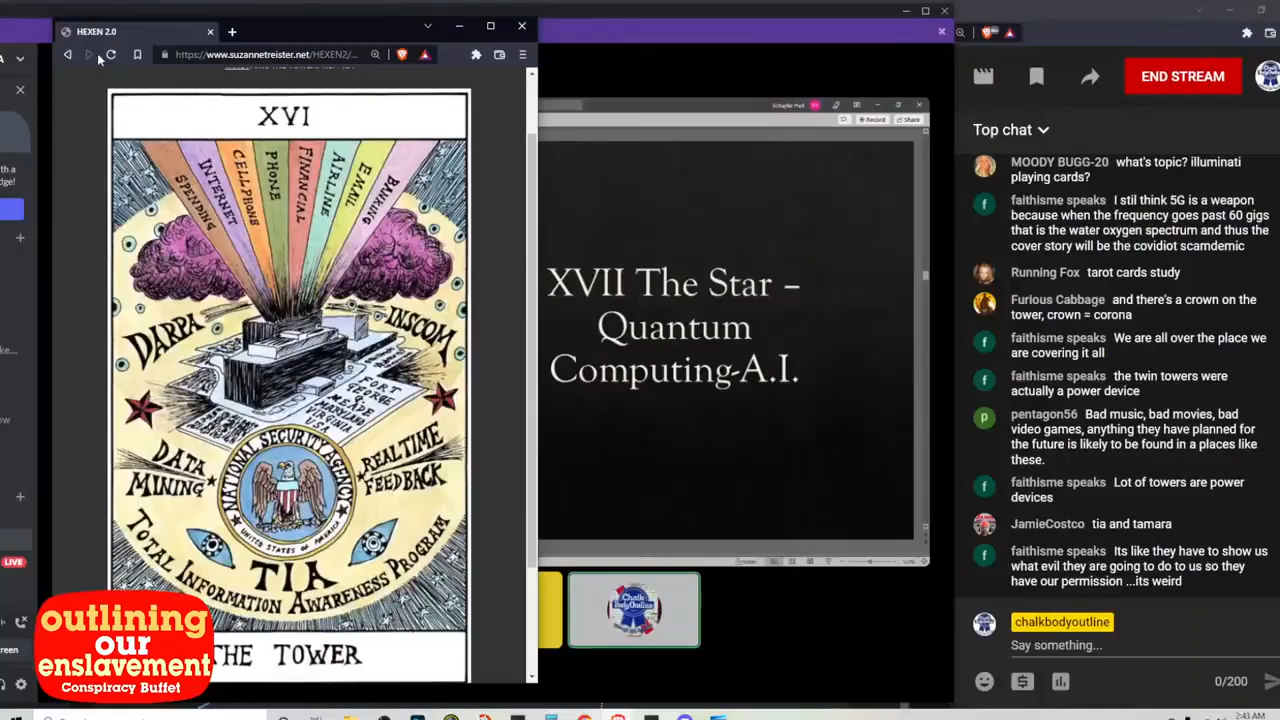 HEXEN 2.0
https://www.suzannetreister.net/HEXEN2/...
XVI
SPENDING
INTERNET
CELLPHONE
PHONE
FINANCIAL
AIRLINE
E.MAIL
BANKING
DARPA
INSCOM
FORT
GEORGE
MEADE
VIRGINIA
USA
DATA
MINING
REALTIME
FEEDBACK
NATIONAL SECURITY AGENCY
UNITED STATES OF AMERICA
TIA
TOTAL INFORMATION AWARENESS PROGRAM
THE TOWER
outlining
our
enslavement
Conspiracy Buffet
LIVE
Record
Share
XVII The Star –
Quantum
Computing-A.I.
Chalk
BodyOutline
END STREAM
Top chat
MOODY BUGG-20 what's topic? illuminati
playing cards?
faithisme speaks I stil think 5G is a weapon
because when the frequency goes past 60 gigs
that is the water oxygen spectrum and thus the
cover story will be the covidiot scamdemic
Running Fox tarot cards study
Furious Cabbage and there's a crown on the
tower, crown = corona
faithisme speaks We are all over the place we
are covering it all
faithisme speaks the twin towers were
actually a power device
pentagon56 Bad music, bad movies, bad
video games, anything they have planned for
the future is likely to be found in a places like
these.
faithisme speaks Lot of towers are power
devices
JamieCostco tia and tamara
faithisme speaks Its like they have to show us
what evil they are going to do to us so they
have our permission ...its weird
chalkbodyoutline
Say something...
0/200
2:43 AM